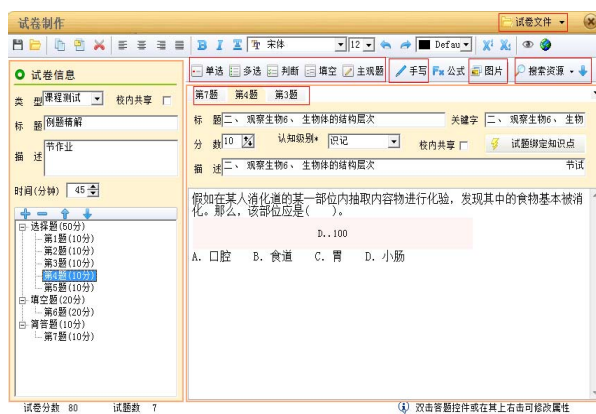 试卷制作
试卷文件
B I Z 宋体 12 Defau X² X₂
试卷信息
类 型 课程测试 校内共享
标 题 例题精解
描 述 节作业
时间(分钟) 45
选择题(50分)
第1题(10分)
第2题(10分)
第3题(10分)
第4题(10分)
第5题(10分)
填空题(20分)
第6题(20分)
简答题(10分)
第7题(10分)
单选 多选 判断 填空 主观题 手写 Fx 公式 图片 搜索资源
第7题 第4题 第3题
标 题 二、 观察生物6、 生物体的结构层次 关键字 二、 观察生物6、 生物
分 数 10 认知级别* 识记 校内共享 试题绑定知识点
描 述 二、 观察生物6、 生物体的结构层次 节试
假如在某人消化道的某一部位内抽取内容物进行化验，发现其中的食物基本被消
化。那么，该部位应是( )。
D..100
A. 口腔 B. 食道 C. 胃 D. 小肠
试卷分数 80 试题数 7 双击答题控件或在其上右击可修改属性